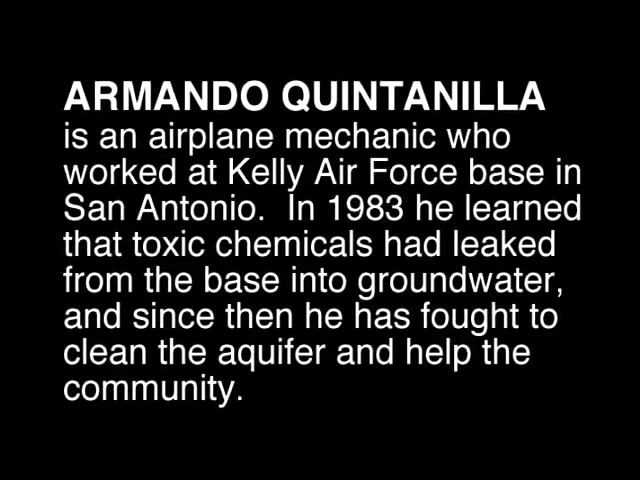 ARMANDO QUINTANILLA
is an airplane mechanic who
worked at Kelly Air Force base in
San Antonio.  In 1983 he learned
that toxic chemicals had leaked
from the base into groundwater,
and since then he has fought to
clean the aquifer and help the
community.